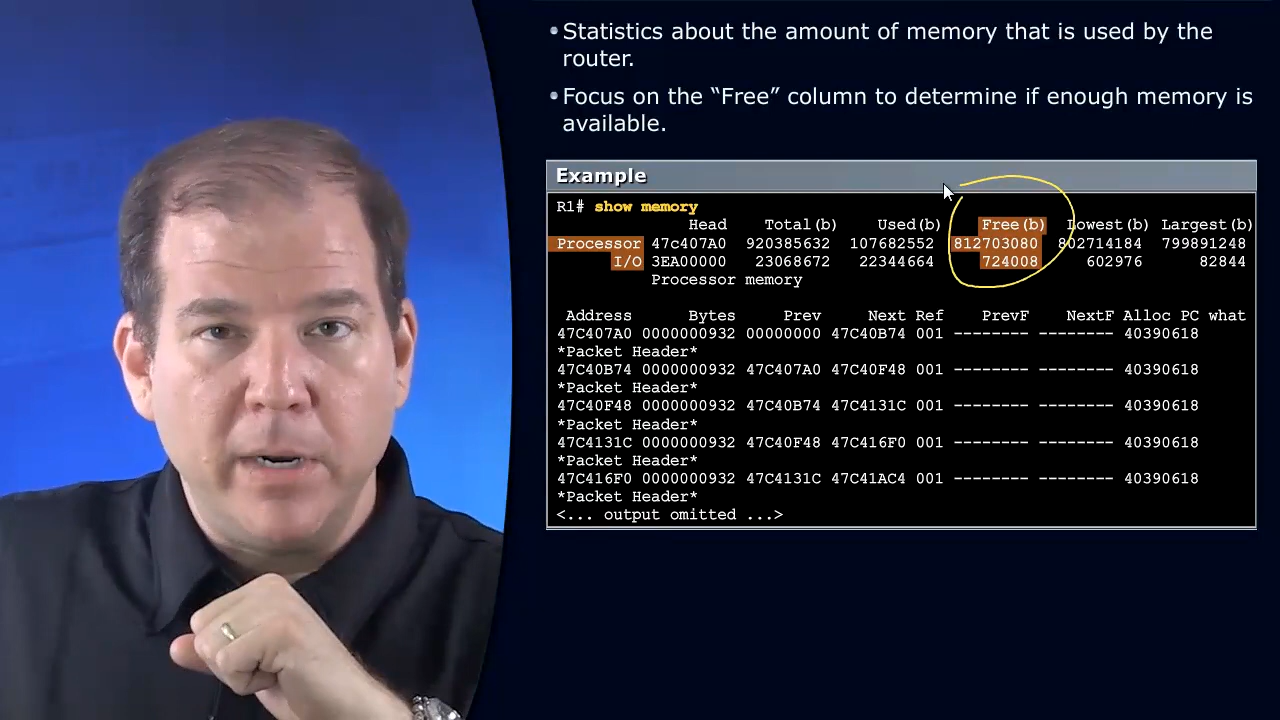 Statistics about the amount of memory that is used by the
router.
Focus on the “Free” column to determine if enough memory is
available.
Example
R1# show memory
Head Total(b) Used(b) Free(b) Lowest(b) Largest(b)
Processor 47c407A0 920385632 107682552 812703080 802714184 799891248
I/O 3EA00000 23068672 22344664 724008 602976 82844
Processor memory
Address Bytes Prev Next Ref PrevF NextF Alloc PC what
47C407A0 0000000932 00000000 47C40B74 001 -------- -------- 40390618
*Packet Header*
47C40B74 0000000932 47C407A0 47C40F48 001 -------- -------- 40390618
*Packet Header*
47C40F48 0000000932 47C40B74 47C4131C 001 -------- -------- 40390618
*Packet Header*
47C4131C 0000000932 47C40F48 47C416F0 001 -------- -------- 40390618
*Packet Header*
47C416F0 0000000932 47C4131C 47C41AC4 001 -------- -------- 40390618
*Packet Header*
<... output omitted ...>